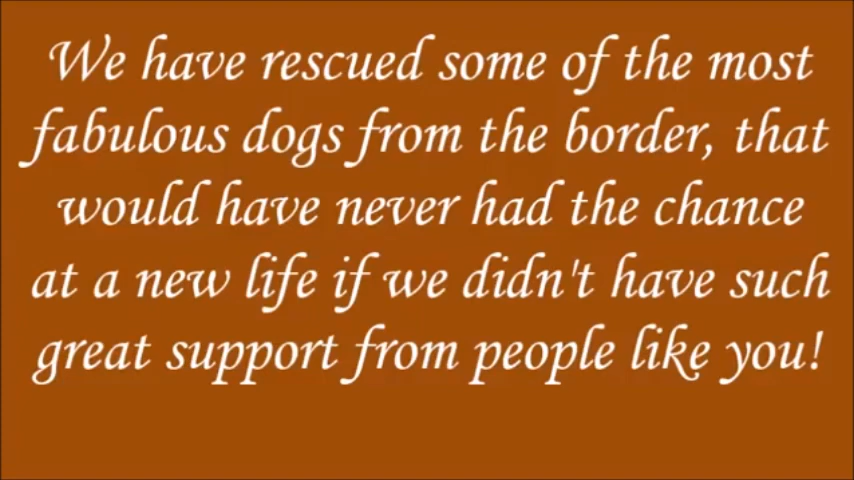 We have rescued some of the most
fabulous dogs from the border, that
would have never had the chance
at a new life if we didn't have such
great support from people like you!